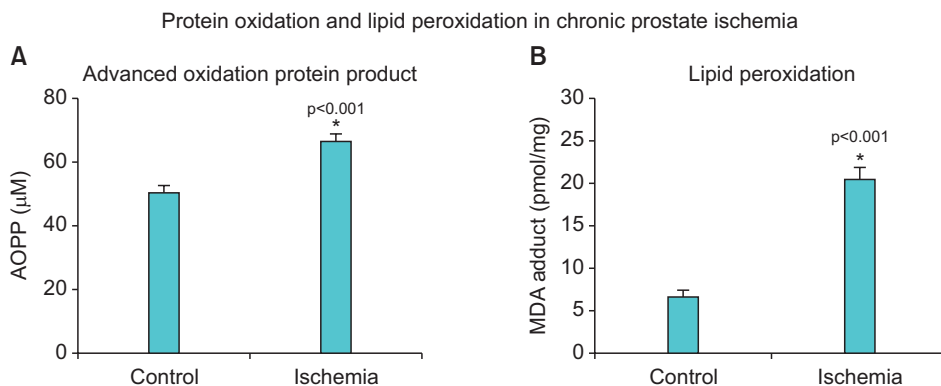 Protein oxidation and lipid peroxidation in chronic prostate ischemia
A
Advanced oxidation protein product
AOPP (μM)
80
60
40
20
0
p<0.001
*
Control
Ischemia
B
Lipid peroxidation
MDA adduct (pmol/mg)
30
25
20
15
10
5
0
p<0.001
*
Control
Ischemia